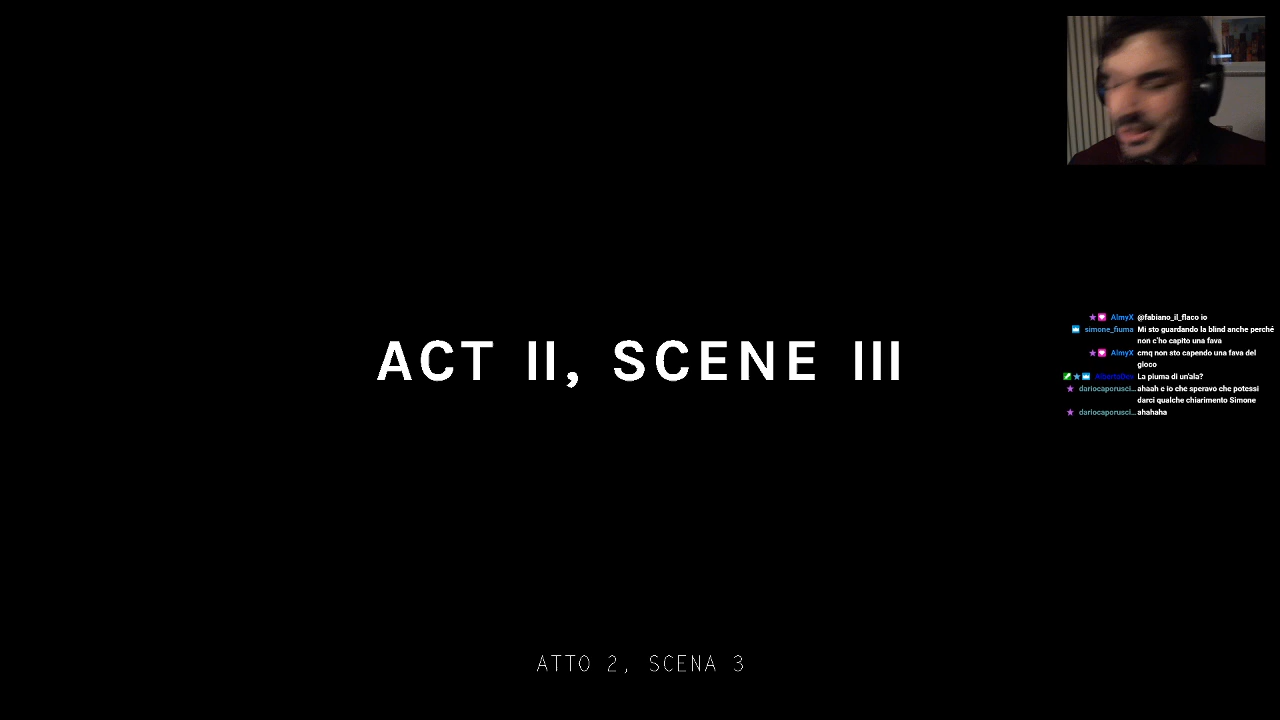 AlmyX @fabiano_il_flaco io
simone_fiuma Mi sto guardando la blind anche perché
non c'ho capito una fava
AlmyX cmq non sto capendo una fava del
gioco
La piuma di un'ala?
dariocaporusci... ahaah e io che speravo che potessi
darci qualche chiarimento Simone
dariocaporusci... ahahaha
ACT II, SCENE III
ATTO 2, SCENA 3